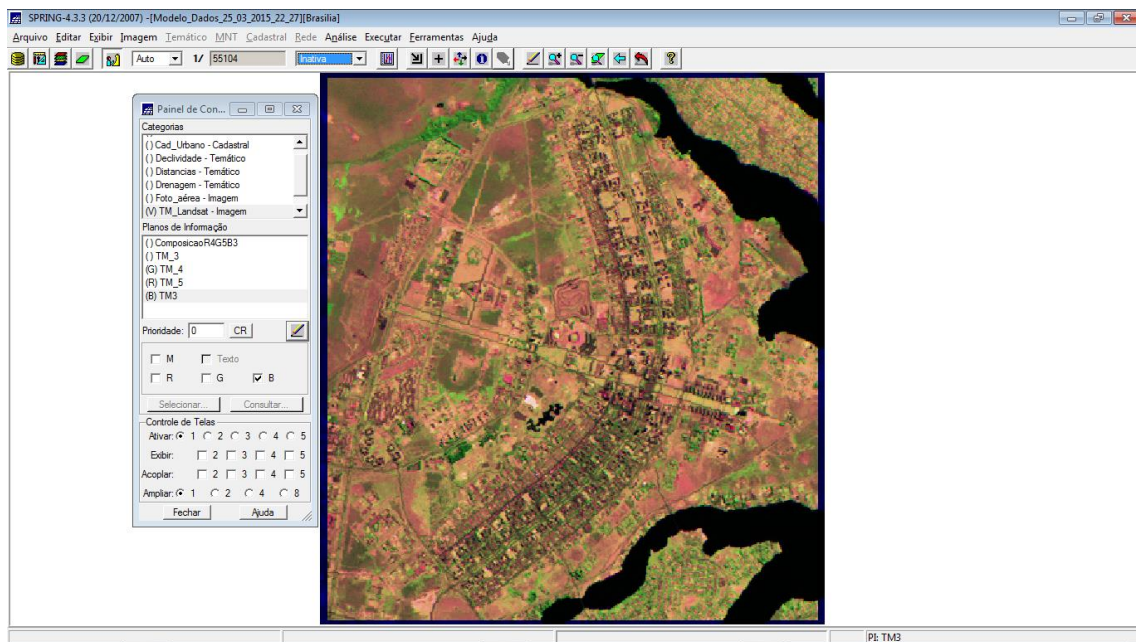 SPRING-4.3.3 (20/12/2007) -[Modelo_Dados_25_03_2015_22_27][Brasilia]
Arquivo Editar Exibir Imagem Temático MNT Cadastral Rede Análise Executar Ferramentas Ajuda
Auto 1/ 55104 Inativa
Painel de Con...
Categorias
() Cad_Urbano - Cadastral
() Declividade - Temático
() Distancias - Temático
() Drenagem - Temático
() Foto_aérea - Imagem
(V) TM_Landsat - Imagem
Planos de Informação
() ComposicaoR4G5B3
() TM_3
(G) TM_4
(R) TM_5
(B) TM3
Prioridade: 0 CR
M Texto
R G B
Selecionar... Consultar...
Controle de Telas
Ativar: 1 2 3 4 5
Exibir: 2 3 4 5
Acoplar: 2 3 4 5
Ampliar: 1 2 4 8
Fechar Ajuda
PI: TM3